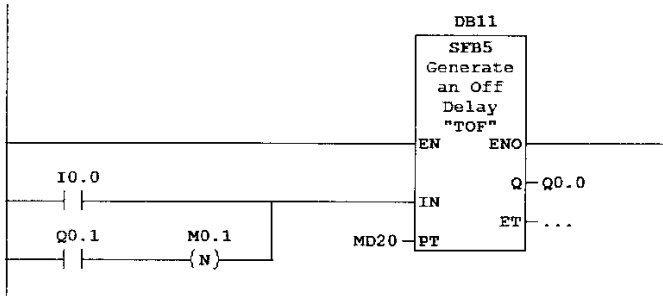 DB11
SFB5
Generate
an Off
Delay
"TOF"
EN ENO
I0.0
Q Q0.0
IN
ET ...
Q0.1 M0.1
MD20 PT
(N)